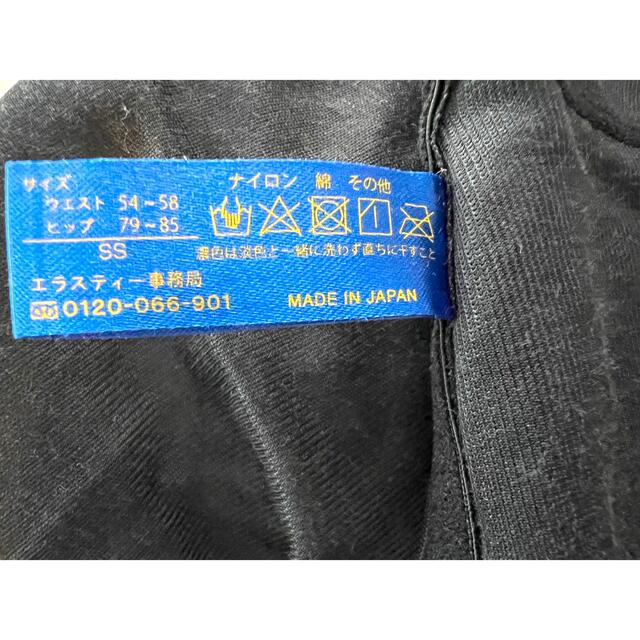 サイズ
ウエスト 54~58
ヒップ 79~85
SS
エラスティー事務局
0120-066-901
ナイロン 綿 その他
濃色は淡色と一緒に洗わず直ちに干すこと
MADE IN JAPAN